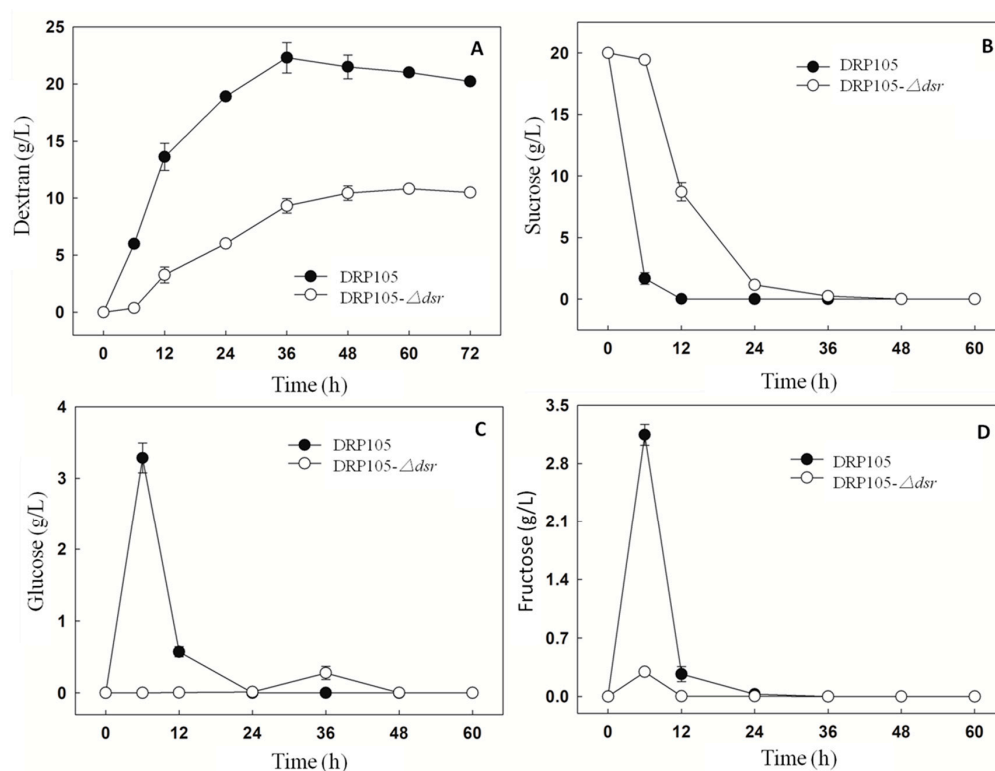 A
Dextran (g/L)
25
20
15
10
5
0
DRP105
DRP105-△dsr
0 12 24 36 48 60 72
Time (h)
B
Sucrose (g/L)
20
15
10
5
0
DRP105
DRP105-△dsr
0 12 24 36 48 60
Time (h)
C
Glucose (g/L)
4
3
2
1
0
DRP105
DRP105-△dsr
0 12 24 36 48 60
Time (h)
D
Fructose (g/L)
3.5
2.8
2.1
1.4
0.7
0.0
DRP105
DRP105-△dsr
0 12 24 36 48 60
Time (h)